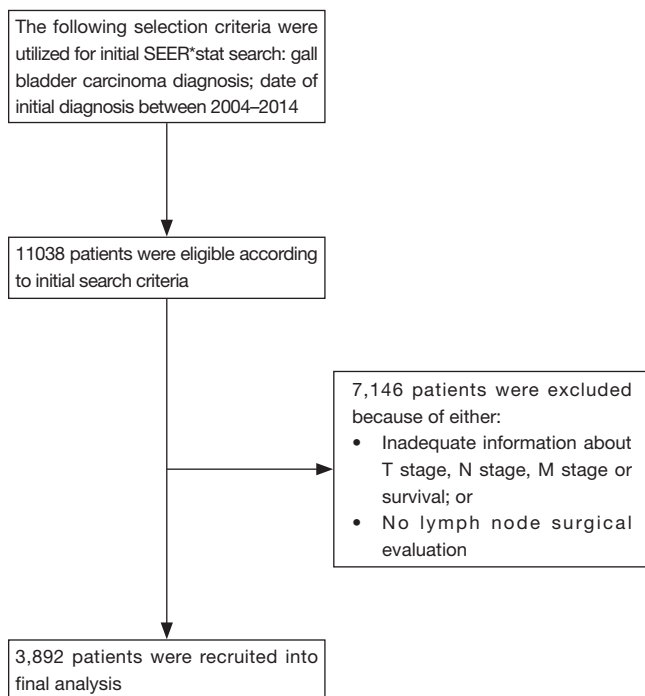 The following selection criteria were
utilized for initial SEER*stat search: gall
bladder carcinoma diagnosis; date of
initial diagnosis between 2004–2014
11038 patients were eligible according
to initial search criteria
7,146 patients were excluded
because of either:
• Inadequate information about
T stage, N stage, M stage or
survival; or
• No lymph node surgical
evaluation
3,892 patients were recruited into
final analysis